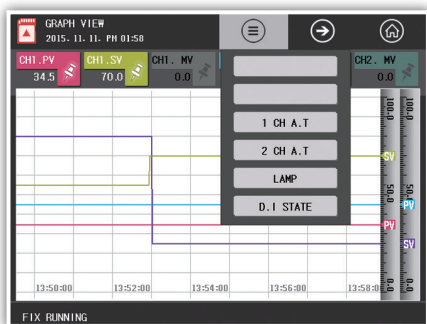 GRAPH VIEW
2015. 11. 11. PM 01:58
CH1.PV
34.5
CH1.SV
70.0
CH1. MV
0.0
CH2. MV
0.0
1 CH A.T
2 CH A.T
LAMP
D.I STATE
100.0
100.0
SV
50.0
50.0
PV
PV
SV
0.0
0.0
13:50:00
13:52:00
13:54:00
13:56:00
13:58:0
FIX RUNNING